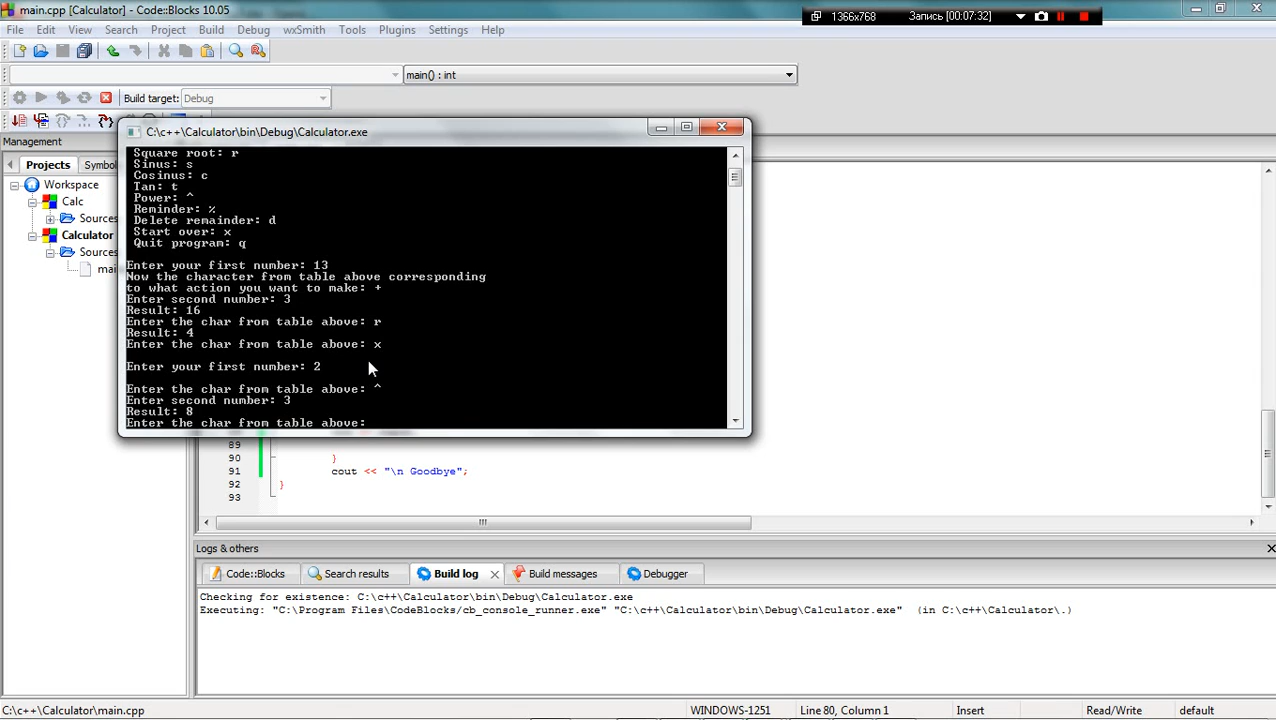 main.cpp [Calculator] - Code::Blocks 10.05
1366x768
Запись [00:07:32]
File Edit View Search Project Build Debug wxSmith Tools Plugins Settings Help
main() : int
Build target: Debug
C:\c++\Calculator\bin\Debug\Calculator.exe
Management
Projects Symbo
Workspace
Calc
Sources
Calculator
Sources
Square root: r
Sinus: s
Cosinus: c
Tan: t
Power: ^
Reminder: %
Delete remainder: d
Start over: x
Quit program: q
Enter your first number: 13
Now the character from table above corresponding
to what action you want to make: +
Enter second number: 3
Result: 16
Enter the char from table above: r
Result: 4
Enter the char from table above: x
Enter your first number: 2
Enter the char from table above: ^
Enter second number: 3
Result: 8
Enter the char from table above:
89
90 }
91 cout << "\n Goodbye";
92 }
93
Logs & others
Code::Blocks Search results Build log Build messages Debugger
Checking for existence: C:\c++\Calculator\bin\Debug\Calculator.exe
Executing: "C:\Program Files\CodeBlocks/cb_console_runner.exe" "C:\c++\Calculator\bin\Debug\Calculator.exe" (in C:\c++\Calculator\.)
C:\c++\Calculator\main.cpp WINDOWS-1251 Line 80, Column 1 Insert Read/Write default